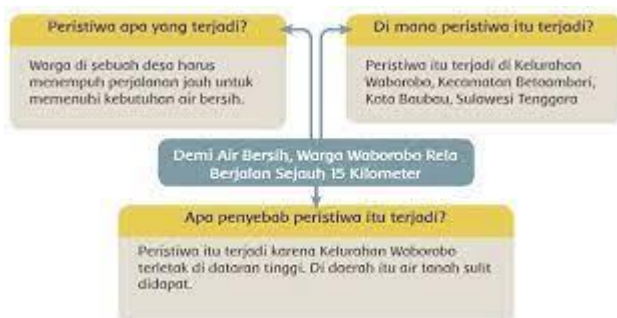 Peristiwa apa yang terjadi?
Warga di sebuah desa harus
menempuh perjalanan jauh untuk
memenuhi kebutuhan air bersih.
Di mana peristiwa itu terjadi?
Peristiwa itu terjadi di Kelurahan
Waborobo, Kecamatan Betoambari,
Kota Baubau, Sulawesi Tenggara
Demi Air Bersih, Warga Waborobo Rela
Berjalan Sejauh 15 Kilometer
Apa penyebab peristiwa itu terjadi?
Peristiwa itu terjadi karena Kelurahan Waborobo
terletak di dataran tinggi. Di daerah itu air tanah sulit
didapat.